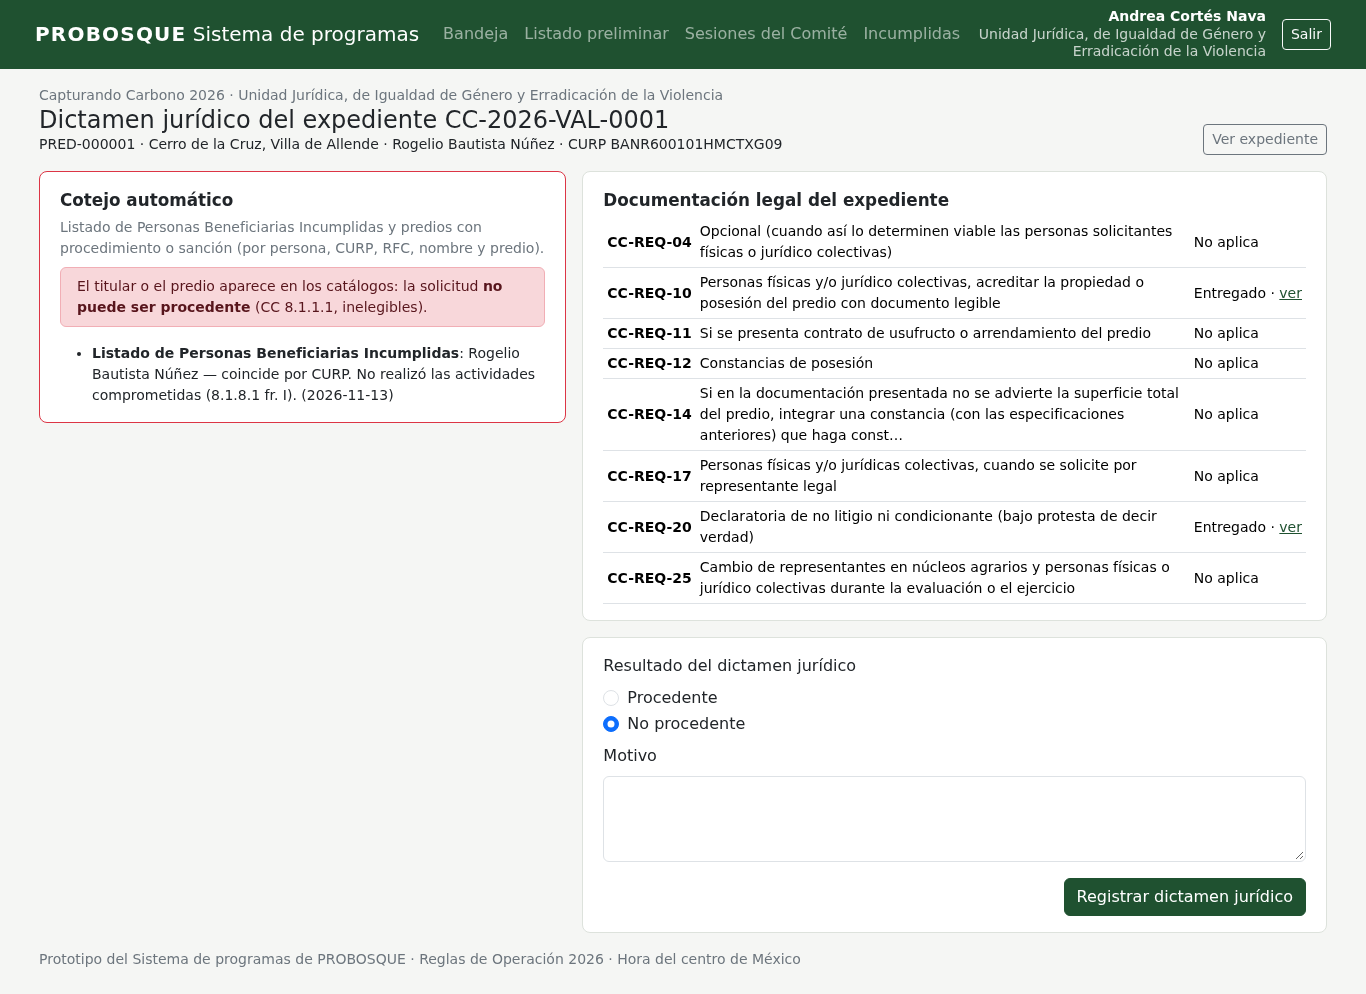 PROBOSQUE Sistema de programas
Bandeja
Listado preliminar
Sesiones del Comité
Incumplidas
Andrea Cortés Nava
Unidad Jurídica, de Igualdad de Género y
Erradicación de la Violencia
Salir
Capturando Carbono 2026 · Unidad Jurídica, de Igualdad de Género y Erradicación de la Violencia
Dictamen jurídico del expediente CC-2026-VAL-0001
PRED-000001 · Cerro de la Cruz, Villa de Allende · Rogelio Bautista Núñez · CURP BANR600101HMCTXG09
Ver expediente
Cotejo automático
Listado de Personas Beneficiarias Incumplidas y predios con
procedimiento o sanción (por persona, CURP, RFC, nombre y predio).
El titular o el predio aparece en los catálogos: la solicitud no
puede ser procedente (CC 8.1.1.1, inelegibles).
• Listado de Personas Beneficiarias Incumplidas: Rogelio
Bautista Núñez — coincide por CURP. No realizó las actividades
comprometidas (8.1.8.1 fr. I). (2026-11-13)
Documentación legal del expediente
CC-REQ-04 Opcional (cuando así lo determinen viable las personas solicitantes
físicas o jurídico colectivas) No aplica
CC-REQ-10 Personas físicas y/o jurídico colectivas, acreditar la propiedad o
posesión del predio con documento legible Entregado · ver
CC-REQ-11 Si se presenta contrato de usufructo o arrendamiento del predio No aplica
CC-REQ-12 Constancias de posesión No aplica
CC-REQ-14 Si en la documentación presentada no se advierte la superficie total
del predio, integrar una constancia (con las especificaciones
anteriores) que haga const… No aplica
CC-REQ-17 Personas físicas y/o jurídicas colectivas, cuando se solicite por
representante legal No aplica
CC-REQ-20 Declaratoria de no litigio ni condicionante (bajo protesta de decir
verdad) Entregado · ver
CC-REQ-25 Cambio de representantes en núcleos agrarios y personas físicas o
jurídico colectivas durante la evaluación o el ejercicio No aplica
Resultado del dictamen jurídico
Procedente
No procedente
Motivo
Registrar dictamen jurídico
Prototipo del Sistema de programas de PROBOSQUE · Reglas de Operación 2026 · Hora del centro de México